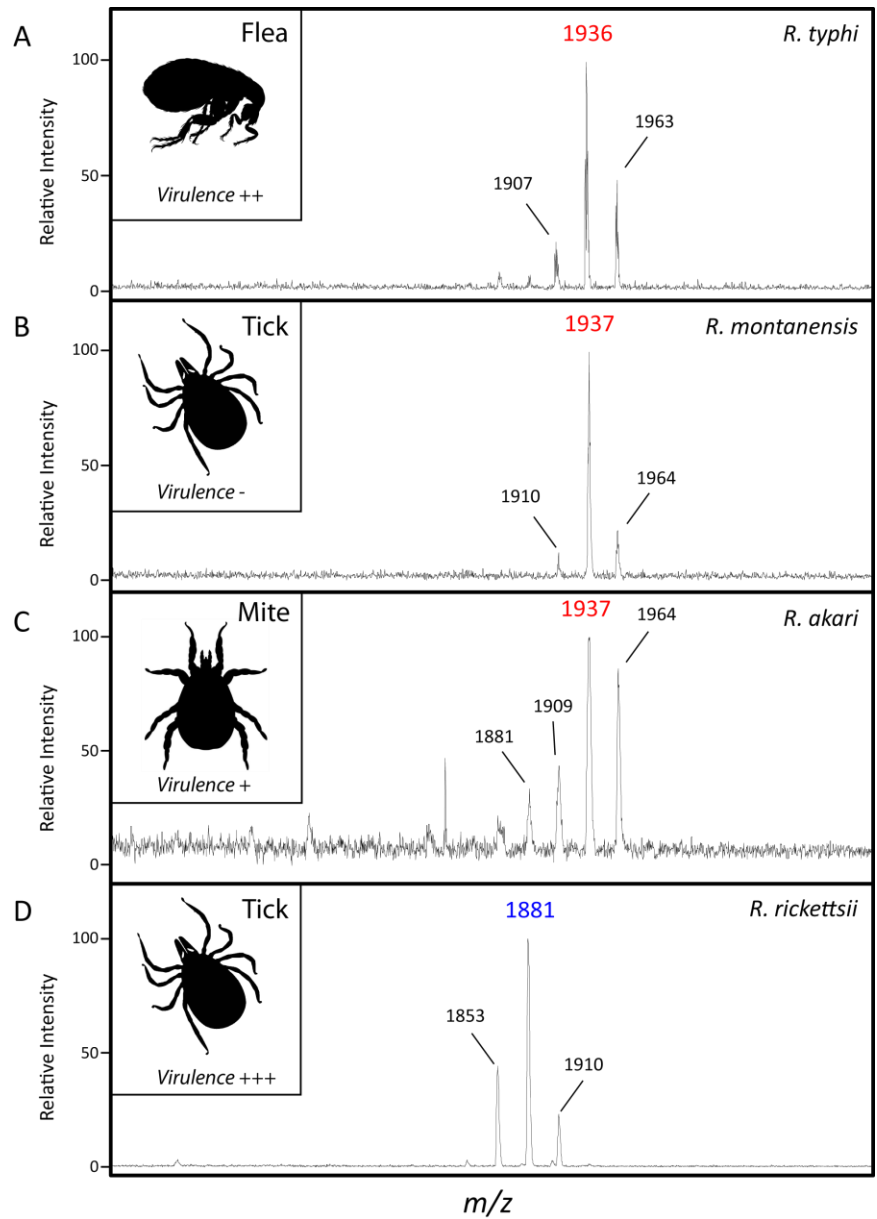 A
Flea
Virulence ++
1936
R. typhi
1907
1963
Relative Intensity
100
50
0
B
Tick
Virulence -
1937
R. montanensis
1910
1964
Relative Intensity
100
50
0
C
Mite
Virulence +
1937
R. akari
1964
1909
1881
Relative Intensity
100
50
0
D
Tick
Virulence +++
1881
R. rickettsii
1853
1910
Relative Intensity
100
50
0
m/z